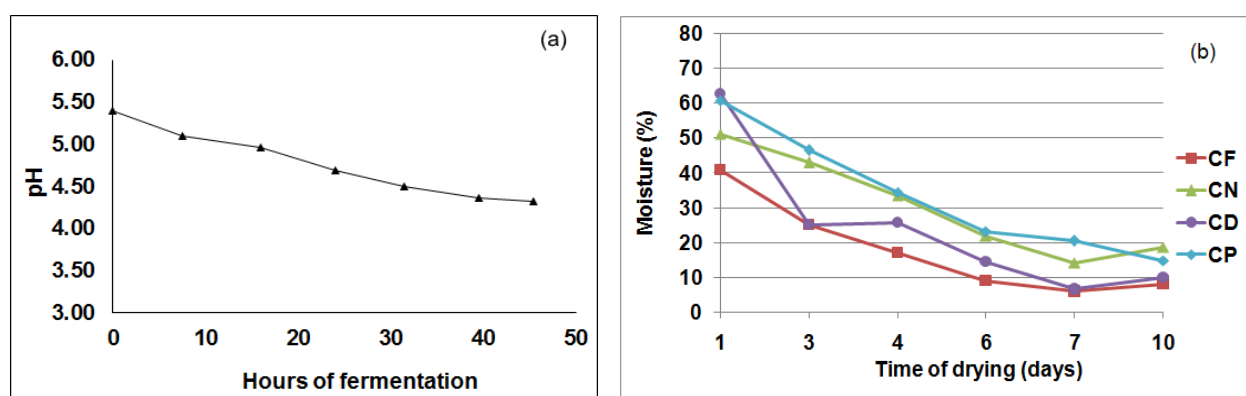 (a)
6.00
5.50
5.00
4.50
4.00
3.50
3.00
pH
0 10 20 30 40 50
Hours of fermentation
(b)
80
70
60
50
40
30
20
10
0
Moisture (%)
1 3 4 6 7 10
Time of drying (days)
CF
CN
CD
CP